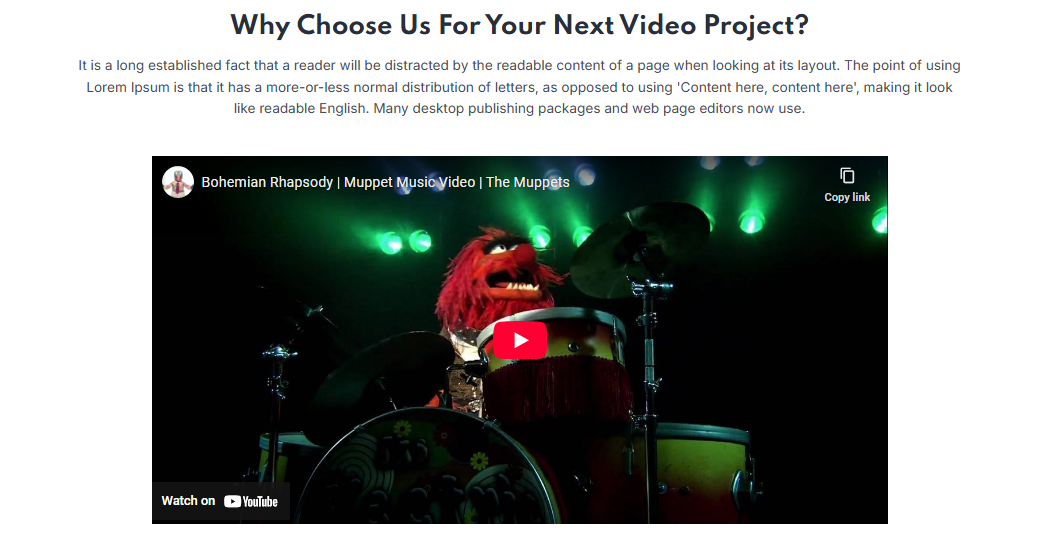 Why Choose Us For Your Next Video Project?
It is a long established fact that a reader will be distracted by the readable content of a page when looking at its layout. The point of using
Lorem Ipsum is that it has a more-or-less normal distribution of letters, as opposed to using 'Content here, content here', making it look
like readable English. Many desktop publishing packages and web page editors now use.
Bohemian Rhapsody | Muppet Music Video | The Muppets
Copy link
Watch on YouTube